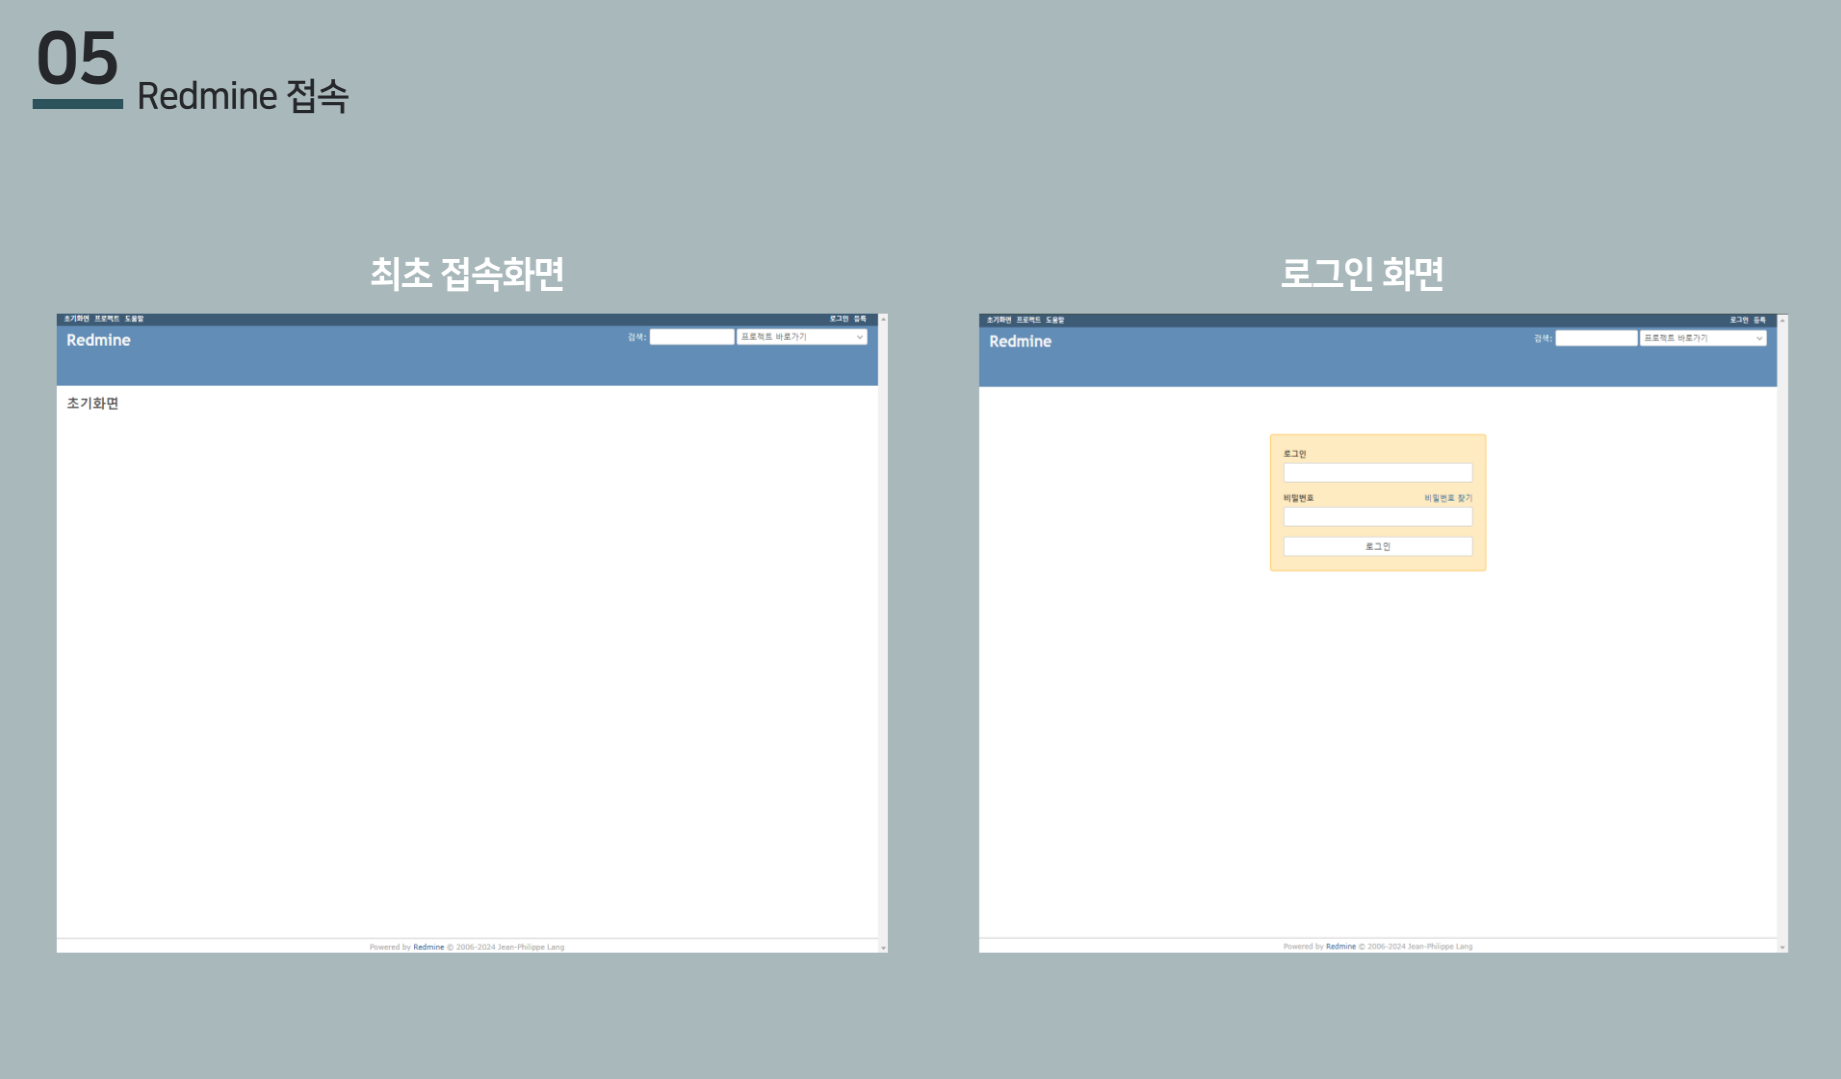 05
Redmine 접속
최초 접속화면
초기화면 프로젝트 도움말
로그인 등록
Redmine
검색:
프로젝트 바로가기
초기화면
Powered by Redmine © 2006-2024 Jean-Philippe Lang
로그인 화면
초기화면 프로젝트 도움말
로그인 등록
Redmine
검색:
프로젝트 바로가기
로그인
비밀번호
비밀번호 찾기
로그인
Powered by Redmine © 2006-2024 Jean-Philippe Lang